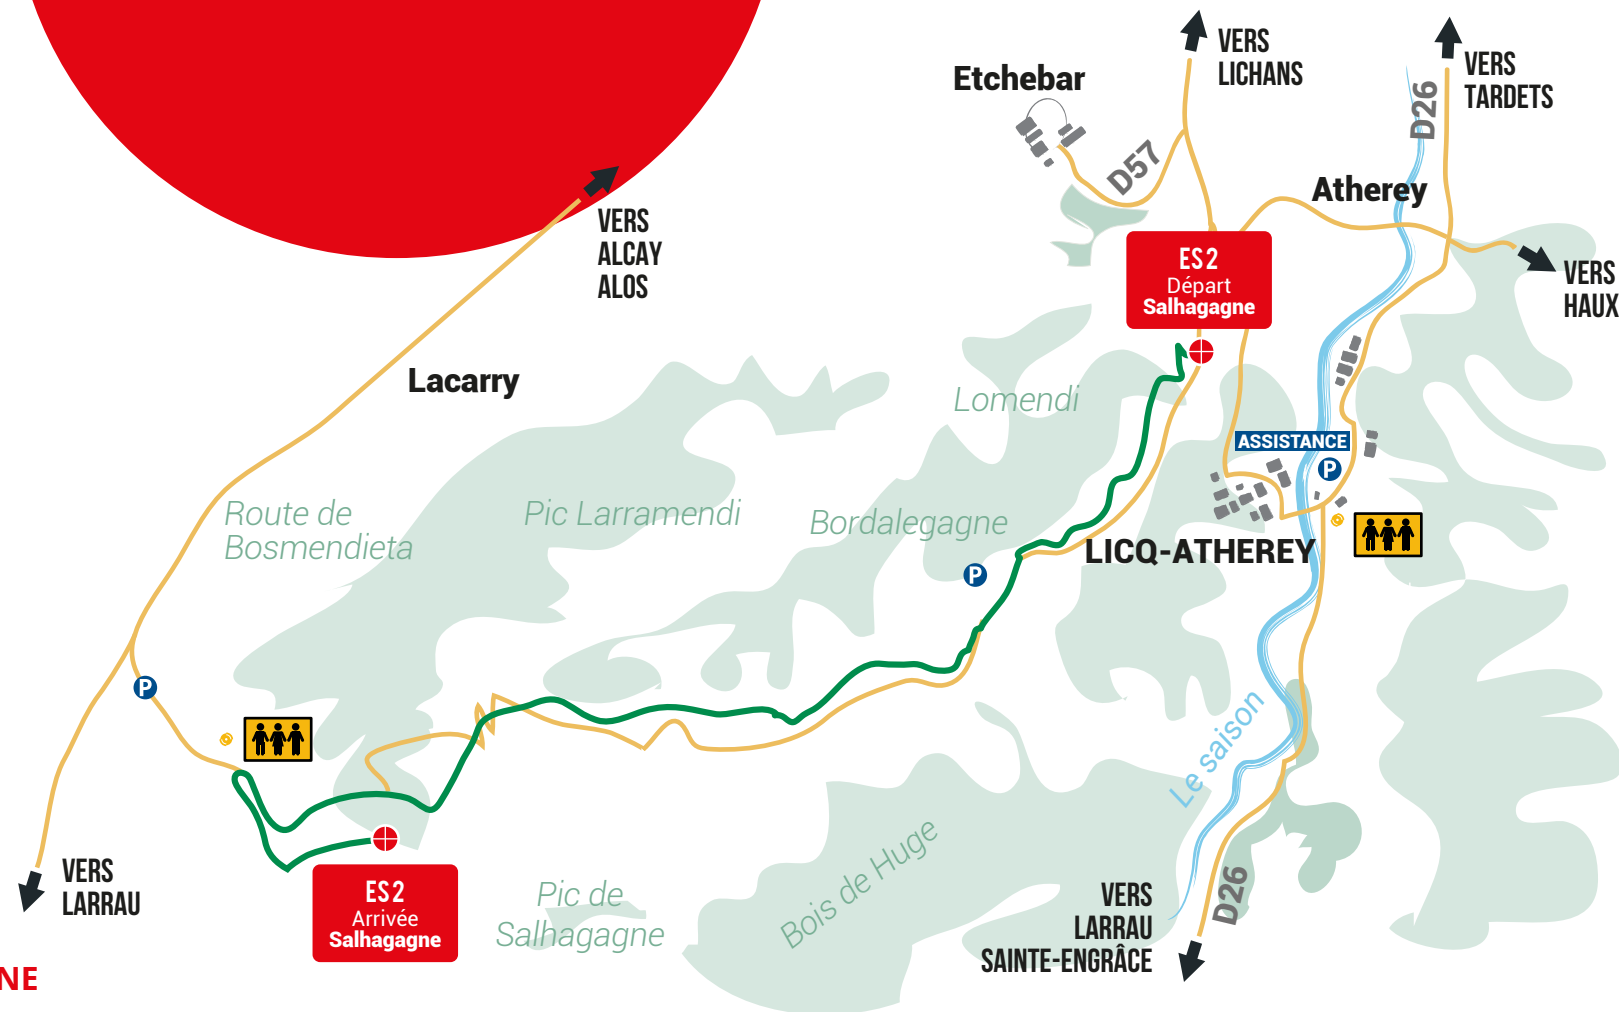 VERS
LICHANS
Etchebar
VERS
TARDETS
D26
D57
Atherey
VERS
ALCAY
ALOS
ES2
Départ
Salhagagne
VERS
HAUX
Lacarry
Lomendi
ASSISTANCE
P
Route de
Bosmendieta
Pic Larramendi
Bordalegagne
LICQ-ATHEREY
P
P
Le saison
VERS
LARRAU
ES2
Arrivée
Salhagagne
Pic de
Salhagagne
Bois de Huge
D26
VERS
LARRAU
SAINTE-ENGRÂCE
NE